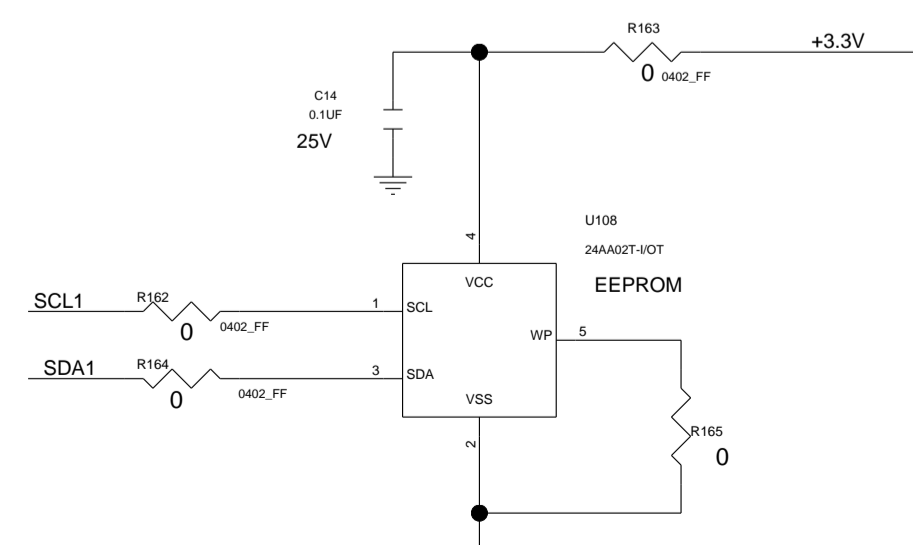 R163
+3.3V
0 0402_FF
C14
0.1UF
25V
U108
24AA02T-I/OT
EEPROM
4
VCC
SCL1
R162
0
0402_FF
1
SCL
WP
5
SDA1
R164
0
0402_FF
3
SDA
VSS
2
R165
0